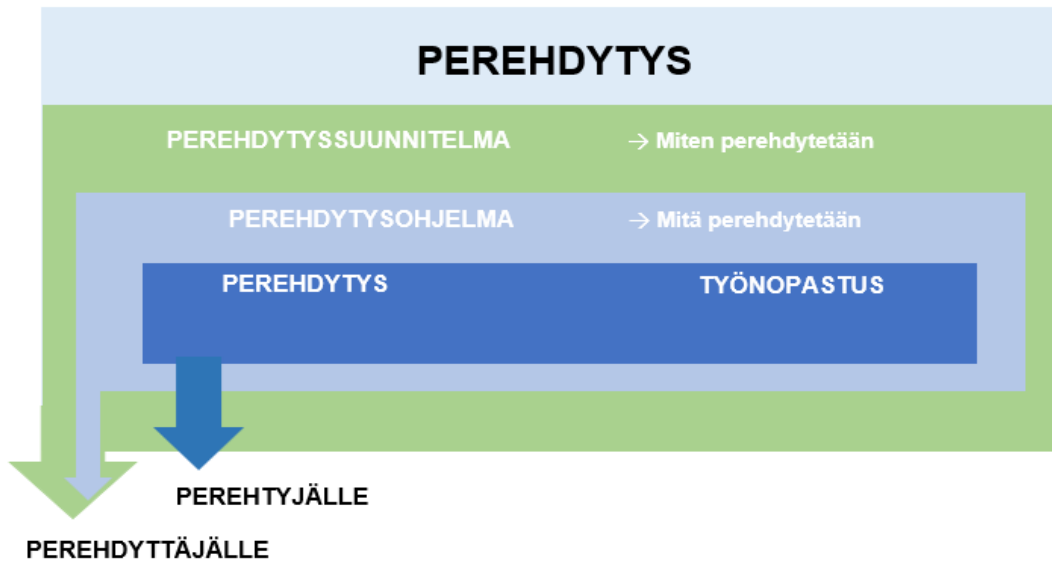 PEREHDYTYS
PEREHDYTYSSUUNNITELMA → Miten perehdytetään
PEREHDYTYSOHJELMA → Mitä perehdytetään
PEREHDYTYS TYÖNOPASTUS
PEREHTYJÄLLE
PEREHDYTTÄJÄLLE